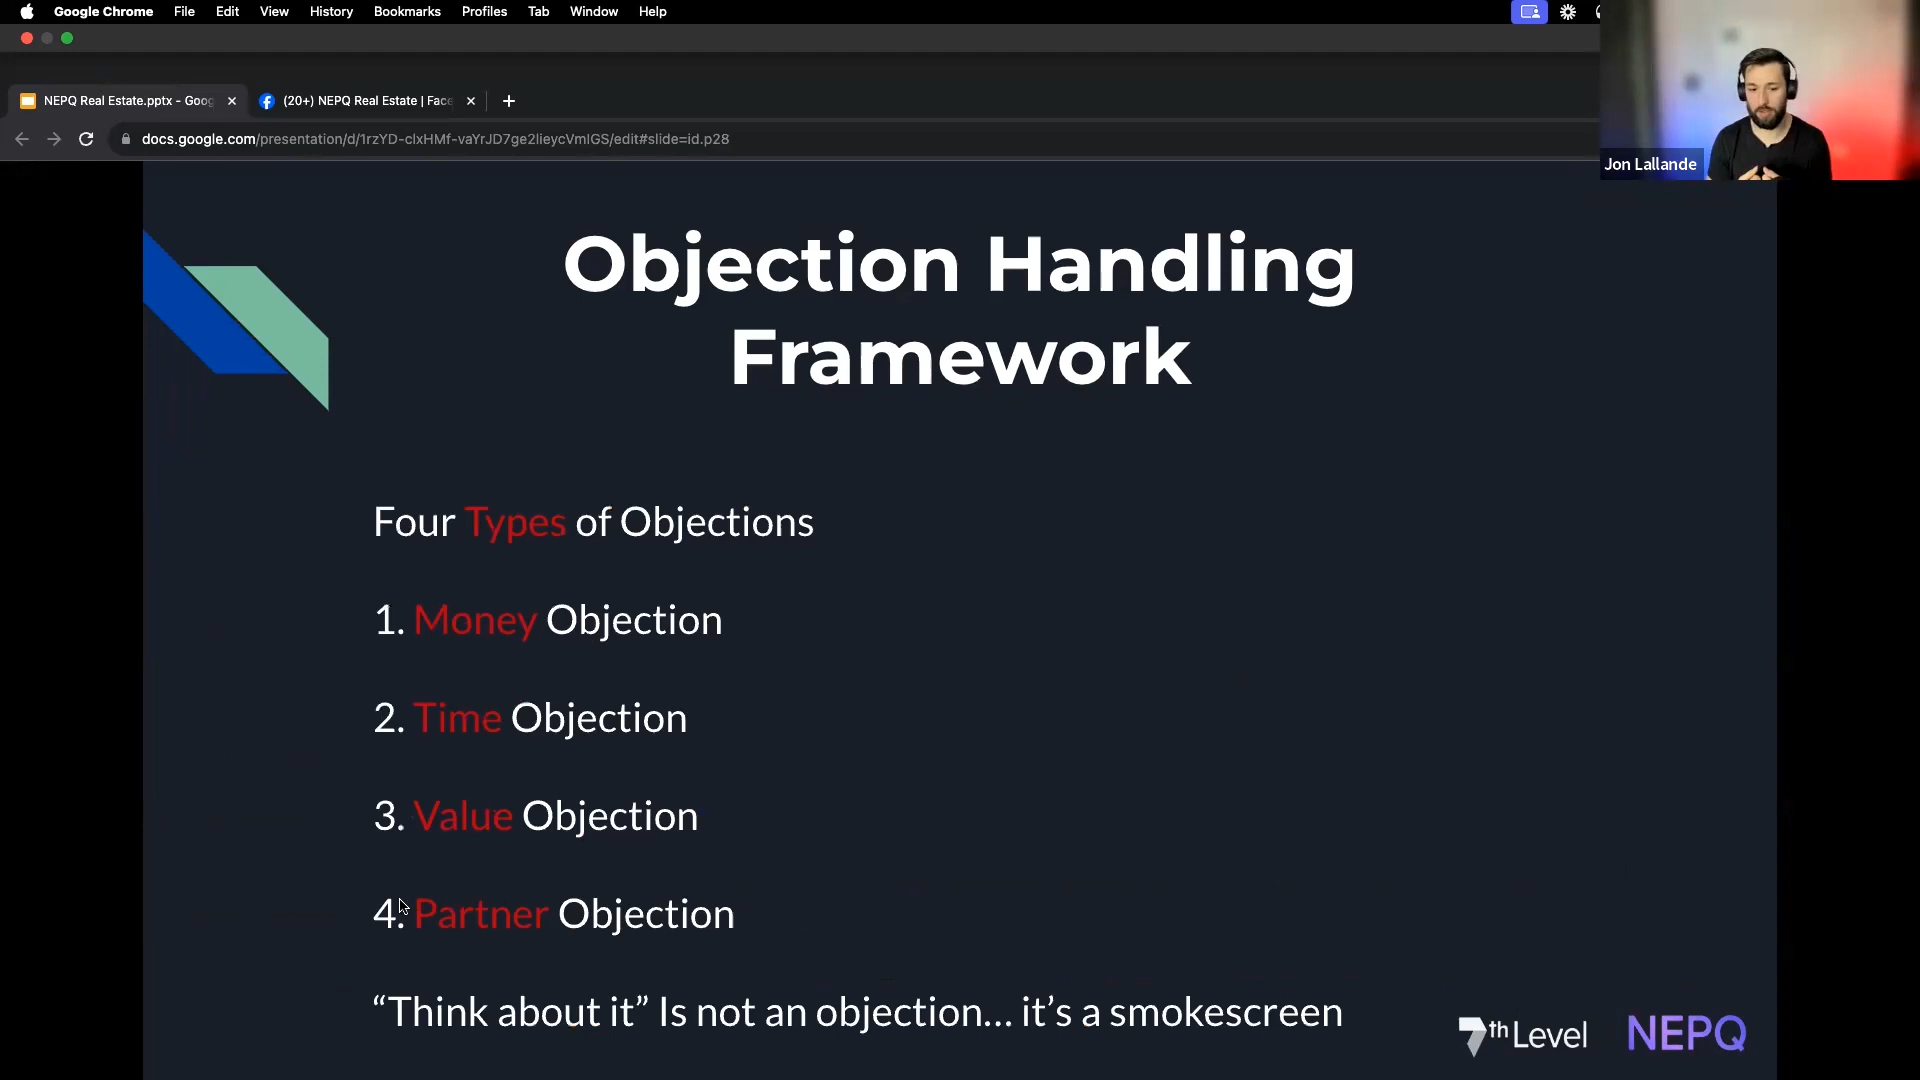 Google Chrome File Edit View History Bookmarks Profiles Tab Window Help
NEPQ Real Estate.pptx - Goog
(20+) NEPQ Real Estate | Face
docs.google.com/presentation/d/1rzYD-clxHMf-vaYrJD7ge2lieycVmlGS/edit#slide=id.p28
Jon Lallande
Objection Handling
Framework
Four Types of Objections
1. Money Objection
2. Time Objection
3. Value Objection
4. Partner Objection
“Think about it” Is not an objection... it’s a smokescreen
7th Level
NEPQ